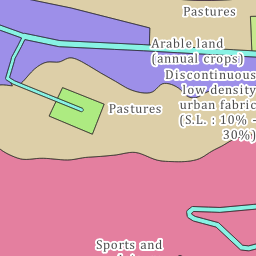 Pastures
Arable land
(annual crops)
Discontinuous
low density
urban fabric
(S.L. : 10% -
30%)
Pastures
Sports and